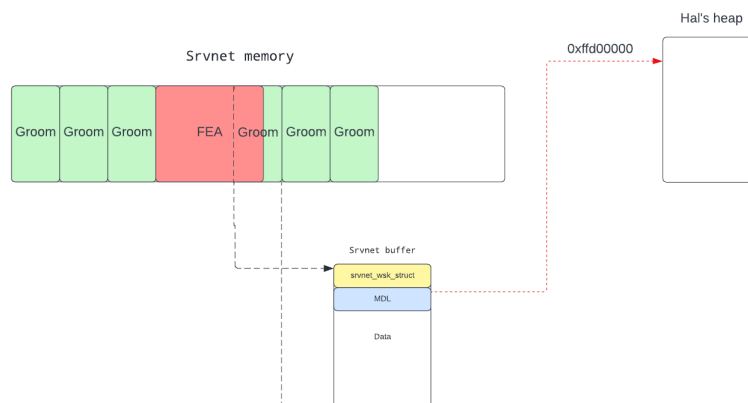 Hal's heap
Srvnet memory
0xffd00000
Groom Groom Groom FEA Groom Groom Groom
Srvnet buffer
srvnet_wsk_struct
MDL
Data